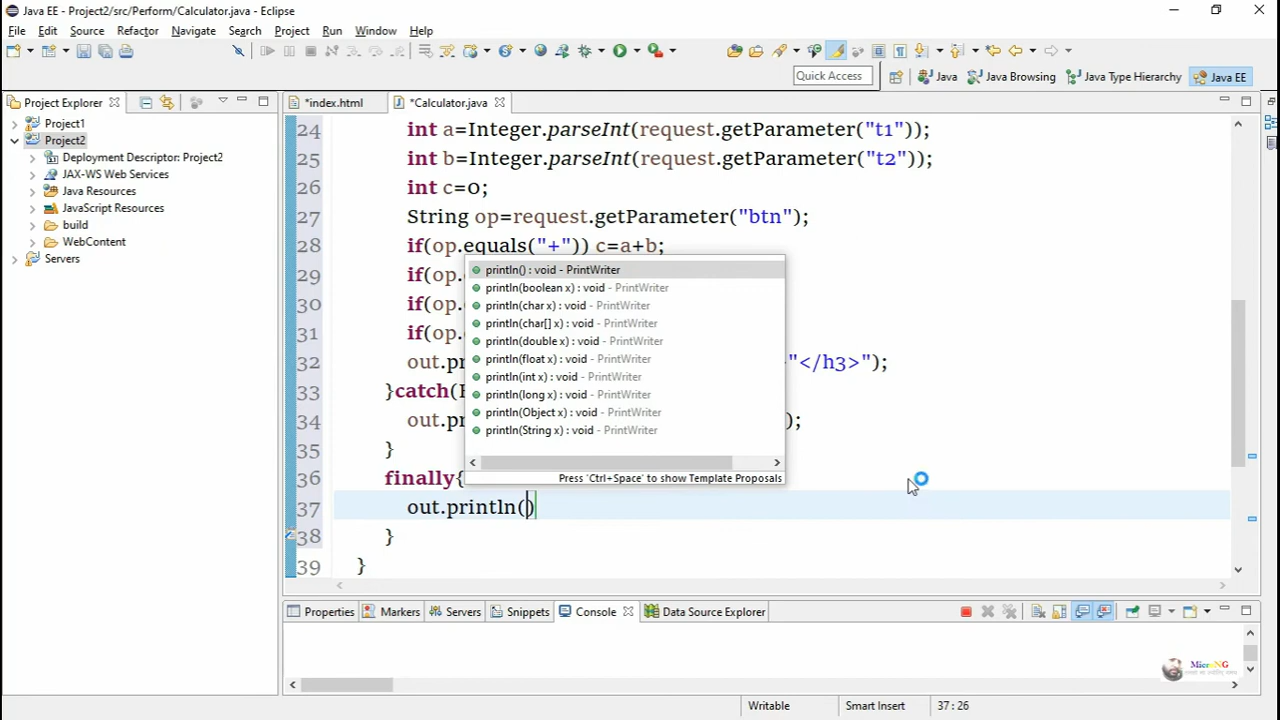 Java EE - Project2/src/Perform/Calculator.java - Eclipse
File Edit Source Refactor Navigate Search Project Run Window Help
Quick Access
Java
Java Browsing
Java Type Hierarchy
Java EE
Project Explorer
*index.html
*Calculator.java
Project1
Project2
Deployment Descriptor: Project2
JAX-WS Web Services
Java Resources
JavaScript Resources
build
WebContent
Servers
24 int a=Integer.parseInt(request.getParameter("t1"));
25 int b=Integer.parseInt(request.getParameter("t2"));
26 int c=0;
27 String op=request.getParameter("btn");
28 if(op.equals("+")) c=a+b;
29 if(op.
30 if(op.
31 if(op.
32 out.pr "</h3>");
33 }catch(
34 out.pr );
35 }
36 finally{
37 out.println()
38 }
39 }
println() : void - PrintWriter
println(boolean x) : void - PrintWriter
println(char x) : void - PrintWriter
println(char[] x) : void - PrintWriter
println(double x) : void - PrintWriter
println(float x) : void - PrintWriter
println(int x) : void - PrintWriter
println(long x) : void - PrintWriter
println(Object x) : void - PrintWriter
println(String x) : void - PrintWriter
Press 'Ctrl+Space' to show Template Proposals
Properties
Markers
Servers
Snippets
Console
Data Source Explorer
MicroNG
Writable
Smart Insert
37 : 26